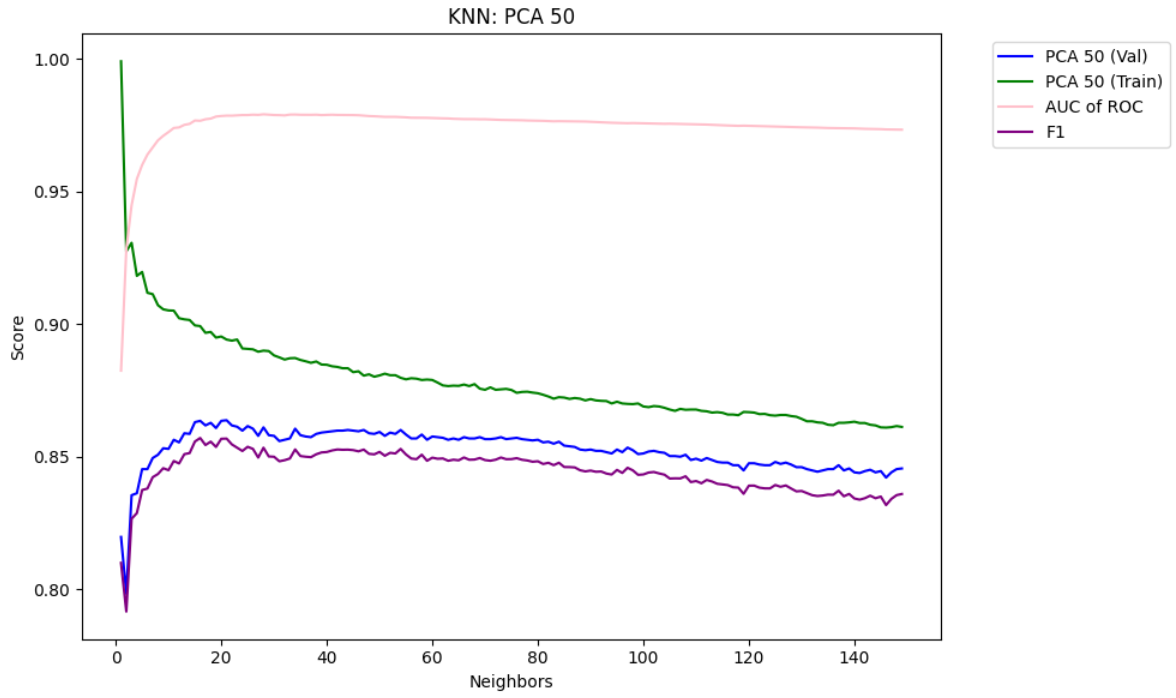 KNN: PCA 50
PCA 50 (Val)
PCA 50 (Train)
AUC of ROC
F1
Score
1.00
0.95
0.90
0.85
0.80
0 20 40 60 80 100 120 140
Neighbors